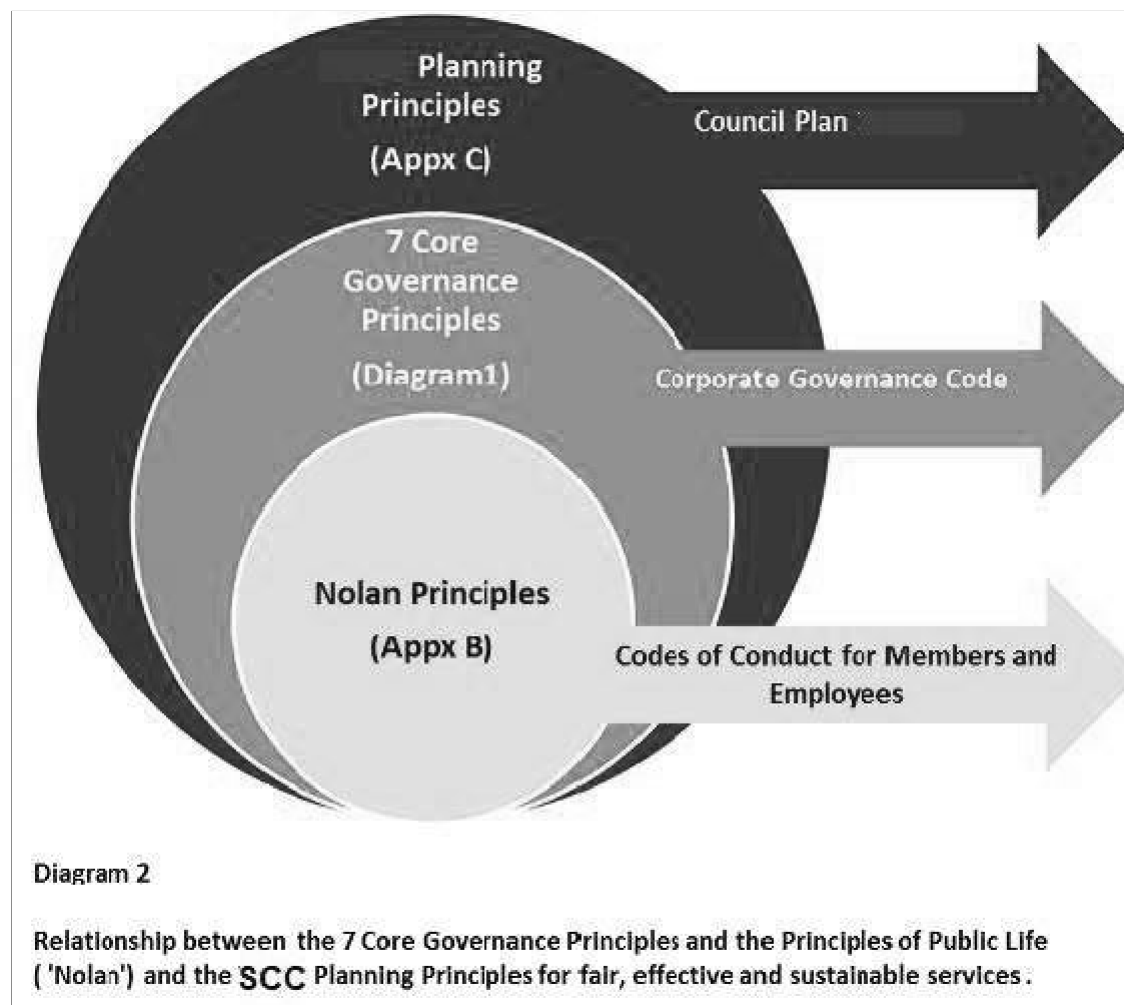 Planning
Principles
(Appx C)
Council Plan
7 Core
Governance
Principles
(Diagram1)
Corporate Governance Code
Nolan Principles
(Appx B)
Codes of Conduct for Members and
Employees
Diagram 2
Relationship between the 7 Core Governance Principles and the Principles of Public Life
( 'Nolan') and the SCC Planning Principles for fair, effective and sustainable services.